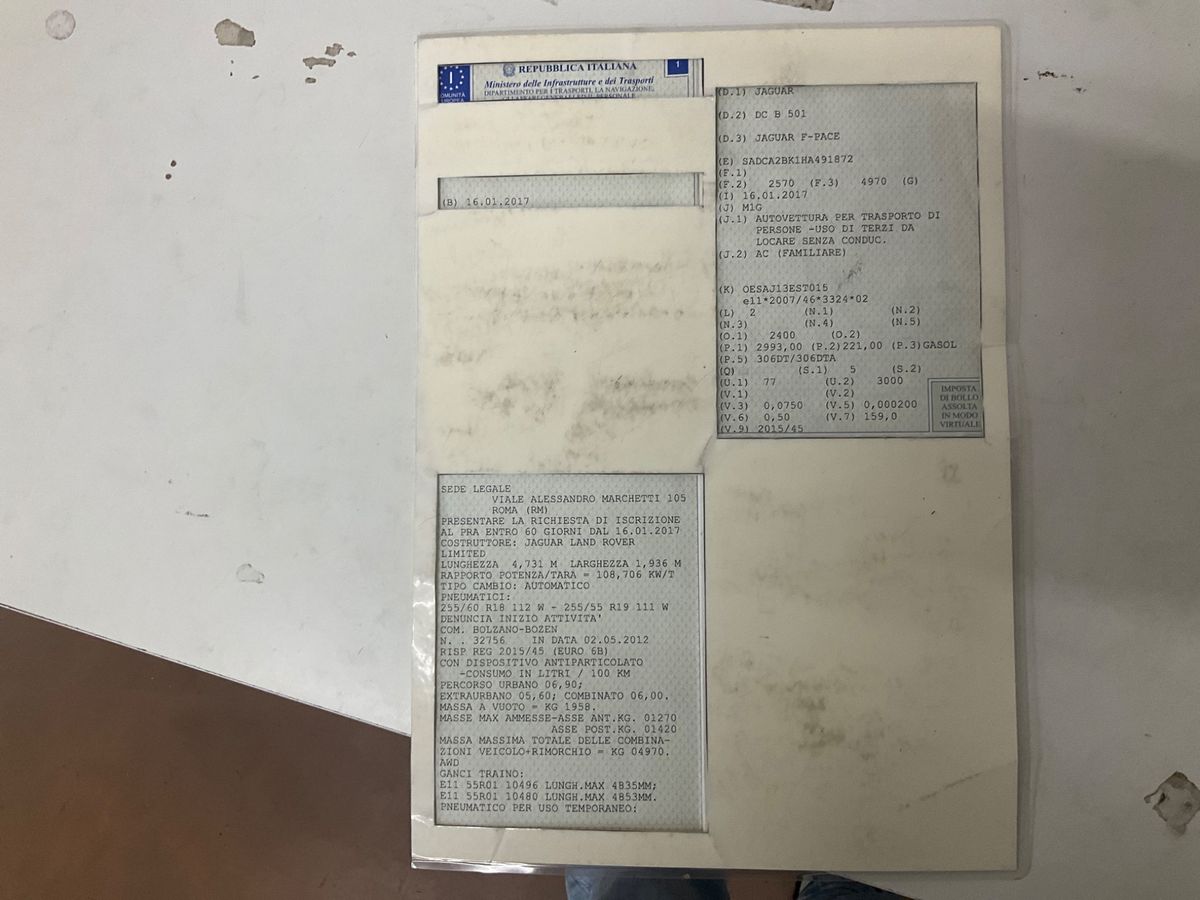 I
COMUNITÀ
EUROPEA
REPUBBLICA ITALIANA
1
Ministero delle Infrastrutture e dei Trasporti
DIPARTIMENTO PER I TRASPORTI, LA NAVIGAZIONE,
GLI AFFARI GENERALI ED IL PERSONALE
(B) 16.01.2017
SEDE LEGALE
VIALE ALESSANDRO MARCHETTI 105
ROMA (RM)
PRESENTARE LA RICHIESTA DI ISCRIZIONE
AL PRA ENTRO 60 GIORNI DAL 16.01.2017
COSTRUTTORE: JAGUAR LAND ROVER
LIMITED
LUNGHEZZA 4,731 M LARGHEZZA 1,936 M
RAPPORTO POTENZA/TARA = 108,706 KW/T
TIPO CAMBIO: AUTOMATICO
PNEUMATICI:
255/60 R18 112 W - 255/55 R19 111 W
DENUNCIA INIZIO ATTIVITA'
COM. BOLZANO-BOZEN
N. . 32756 IN DATA 02.05.2012
RISP REG 2015/45 (EURO 6B)
CON DISPOSITIVO ANTIPARTICOLATO
-CONSUMO IN LITRI / 100 KM
PERCORSO URBANO 06,90;
EXTRAURBANO 05,60; COMBINATO 06,00.
MASSA A VUOTO = KG 1958.
MASSE MAX AMMESSE-ASSE ANT.KG. 01270
ASSE POST.KG. 01420
MASSA MASSIMA TOTALE DELLE COMBINA-
ZIONI VEICOLO+RIMORCHIO = KG 04970.
AWD
GANCI TRAINO:
E11 55R01 10496 LUNGH.MAX 4835MM;
E11 55R01 10480 LUNGH.MAX 4853MM.
PNEUMATICO PER USO TEMPORANEO:
(D.1) JAGUAR
(D.2) DC B 501
(D.3) JAGUAR F-PACE
(E) SADCA2BK1HA491872
(F.1)
(F.2) 2570 (F.3) 4970 (G)
(I) 16.01.2017
(J) M1G
(J.1) AUTOVETTURA PER TRASPORTO DI
PERSONE -USO DI TERZI DA
LOCARE SENZA CONDUC.
(J.2) AC (FAMILIARE)
(K) OESAJ13EST015
e11*2007/46*3324*02
(L) 2 (N.1) (N.2)
(N.3) (N.4) (N.5)
(O.1) 2400 (O.2)
(P.1) 2993,00 (P.2)221,00 (P.3)GASOL
(P.5) 306DT/306DTA
(Q) (S.1) 5 (S.2)
(U.1) 77 (U.2) 3000
(V.1) (V.2)
(V.3) 0,0750 (V.5) 0,000200
(V.6) 0,50 (V.7) 159,0
(V.9) 2015/45
IMPOSTA
DI BOLLO
ASSOLTA
IN MODO
VIRTUALE